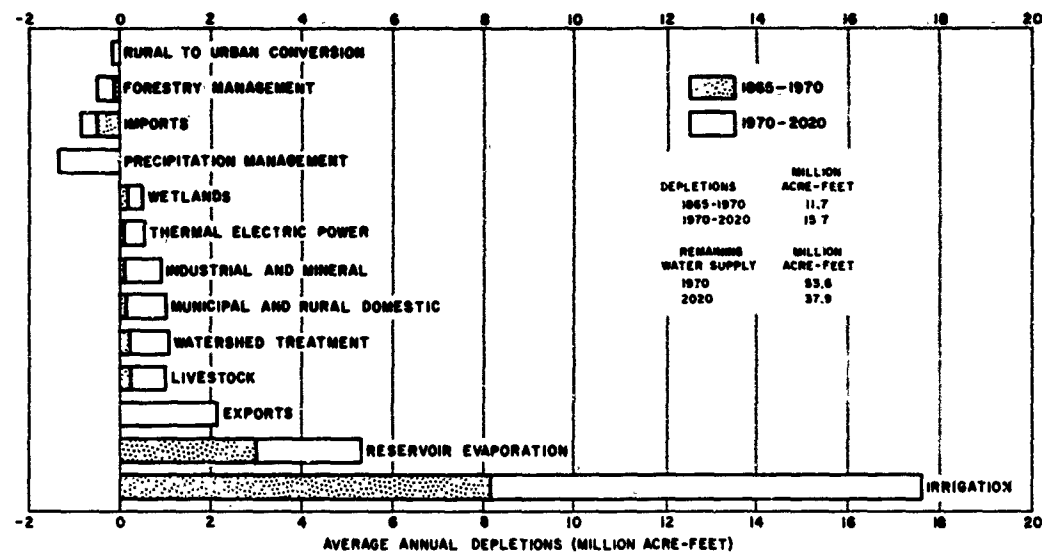 -2 0 2 4 6 8 10 12 14 16 18 20
RURAL TO URBAN CONVERSION
FORESTRY MANAGEMENT
1865-1970
IMPORTS
1970-2020
PRECIPITATION MANAGEMENT
WETLANDS
THERMAL ELECTRIC POWER
INDUSTRIAL AND MINERAL
MUNICIPAL AND RURAL DOMESTIC
WATERSHED TREATMENT
LIVESTOCK
EXPORTS
RESERVOIR EVAPORATION
IRRIGATION
MILLION
DEPLETIONS ACRE-FEET
1865-1970 11.7
1970-2020 15 7
REMAINING MILLION
WATER SUPPLY ACRE-FEET
1970 53.6
2020 37.9
-2 0 2 4 6 8 10 12 14 16 18 20
AVERAGE ANNUAL DEPLETIONS (MILLION ACRE-FEET)